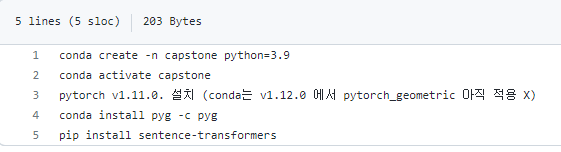 5 lines (5 sloc) 203 Bytes
1 conda create -n capstone python=3.9
2 conda activate capstone
3 pytorch v1.11.0. 설치 (conda는 v1.12.0 에서 pytorch_geometric 아직 적용 X)
4 conda install pyg -c pyg
5 pip install sentence-transformers